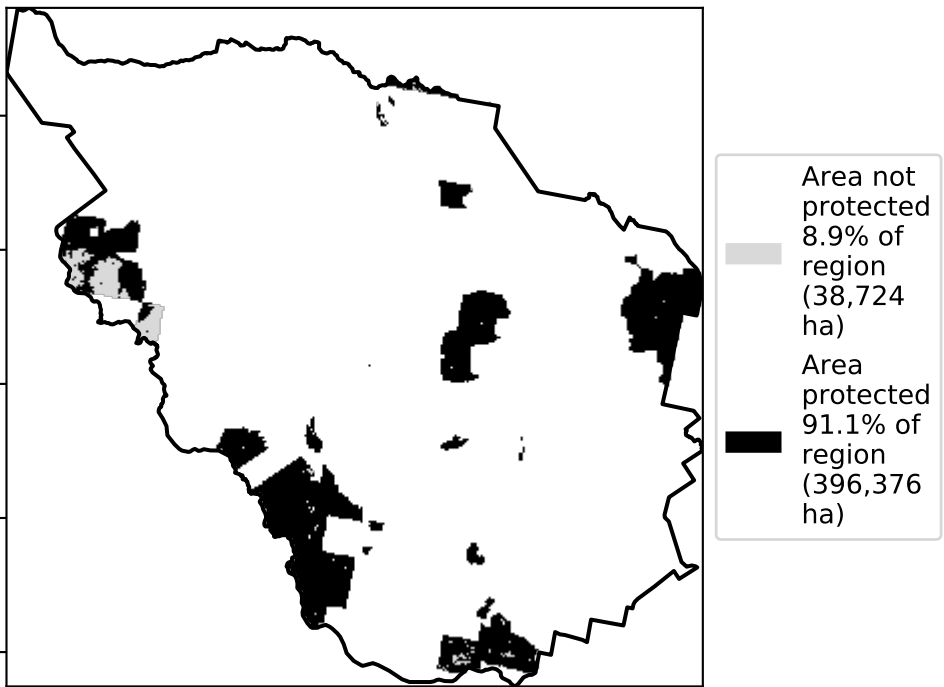 Area not
protected
8.9% of
region
(38,724
ha)
Area
protected
91.1% of
region
(396,376
ha)